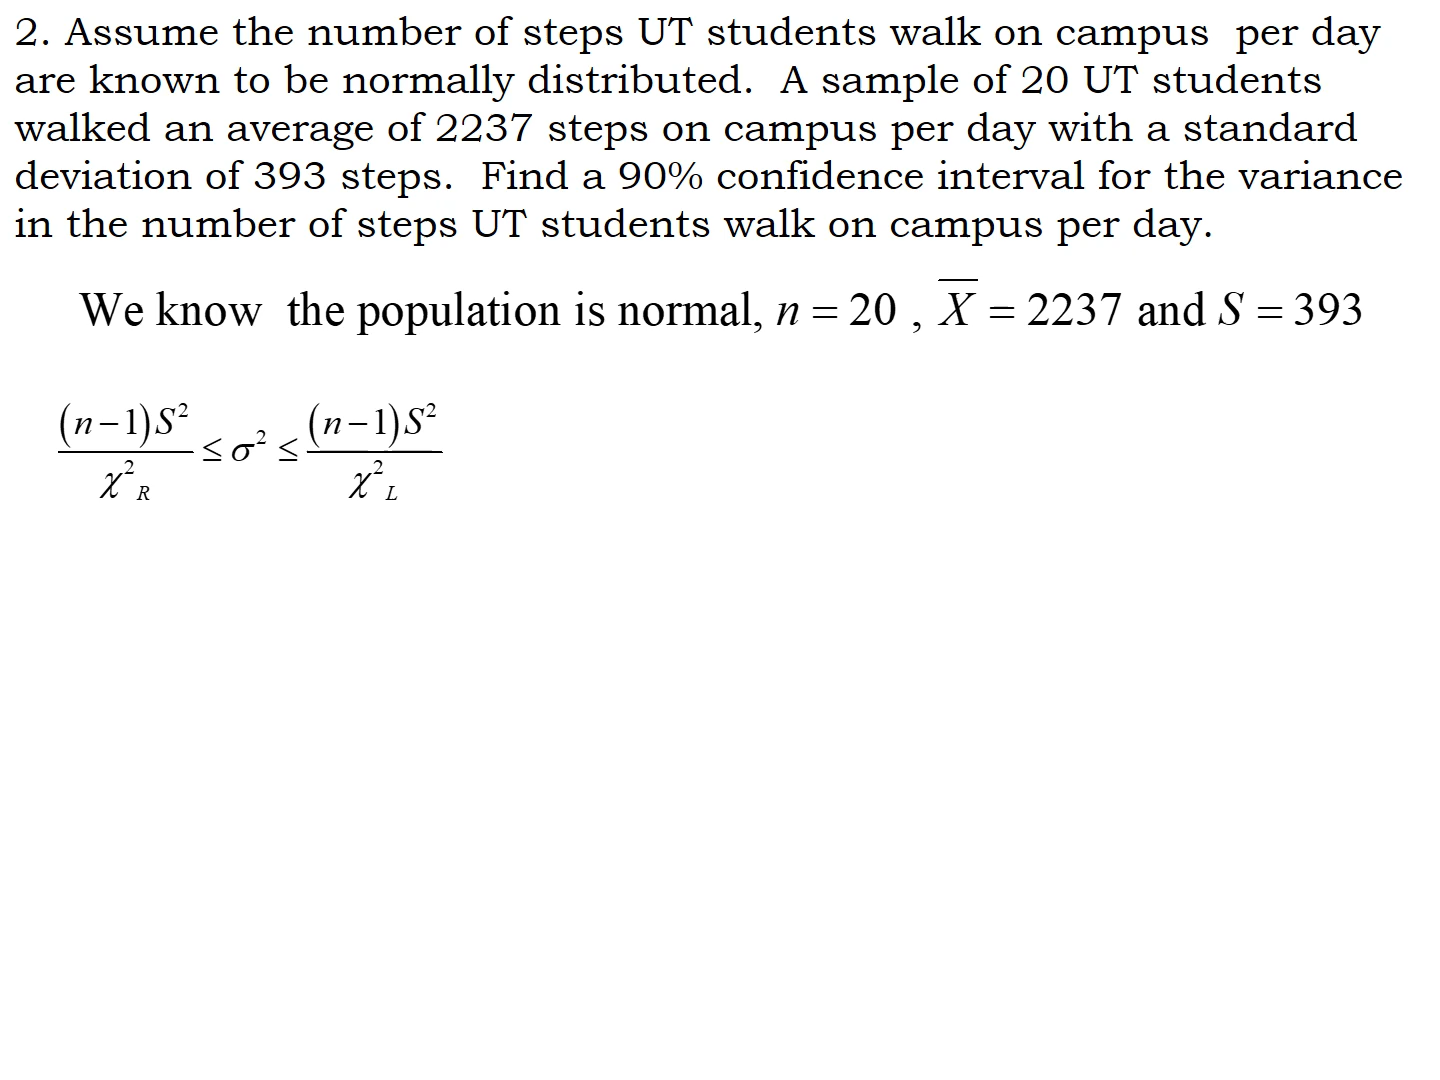 2. Assume the number of steps UT students walk on campus  per day
are known to be normally distributed.  A sample of 20 UT students
walked an average of 2237 steps on campus per day with a standard
deviation of 393 steps.  Find a 90% confidence interval for the variance
in the number of steps UT students walk on campus per day.
We know  the population is normal, n = 20 , X̅ = 2237 and S = 393
(n−1)S²/χ²_R ≤ σ² ≤ (n−1)S²/χ²_L